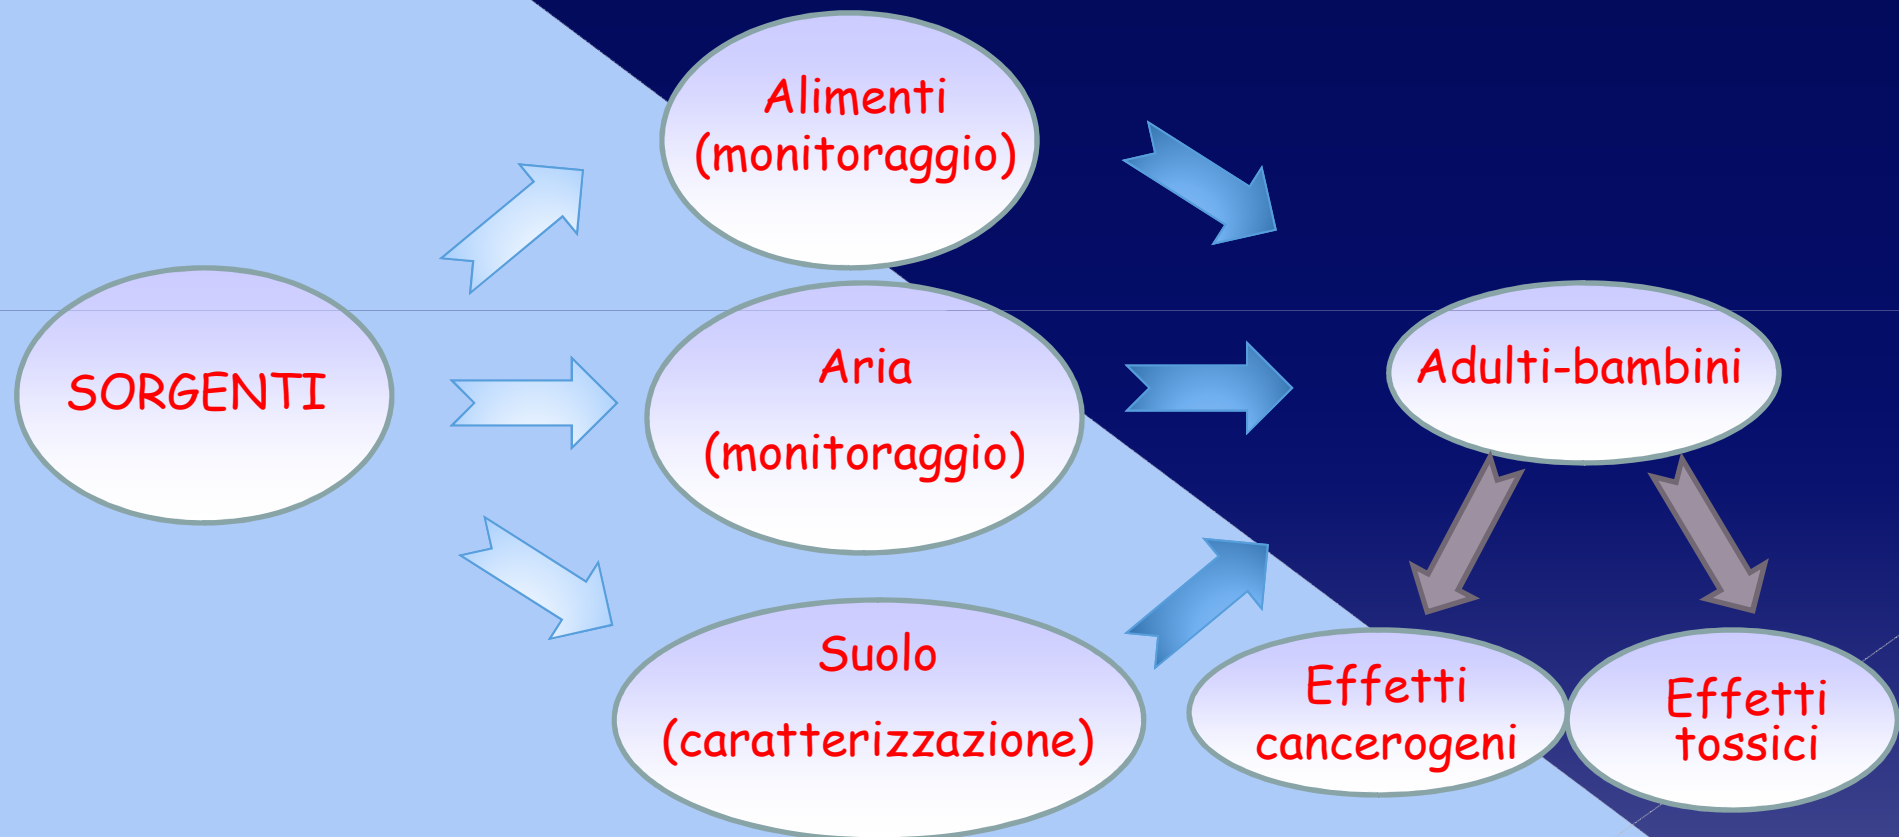 Alimenti
(monitoraggio)
SORGENTI
Aria
(monitoraggio)
Adulti-bambini
Suolo
(caratterizzazione)
Effetti
cancerogeni
Effetti
tossici